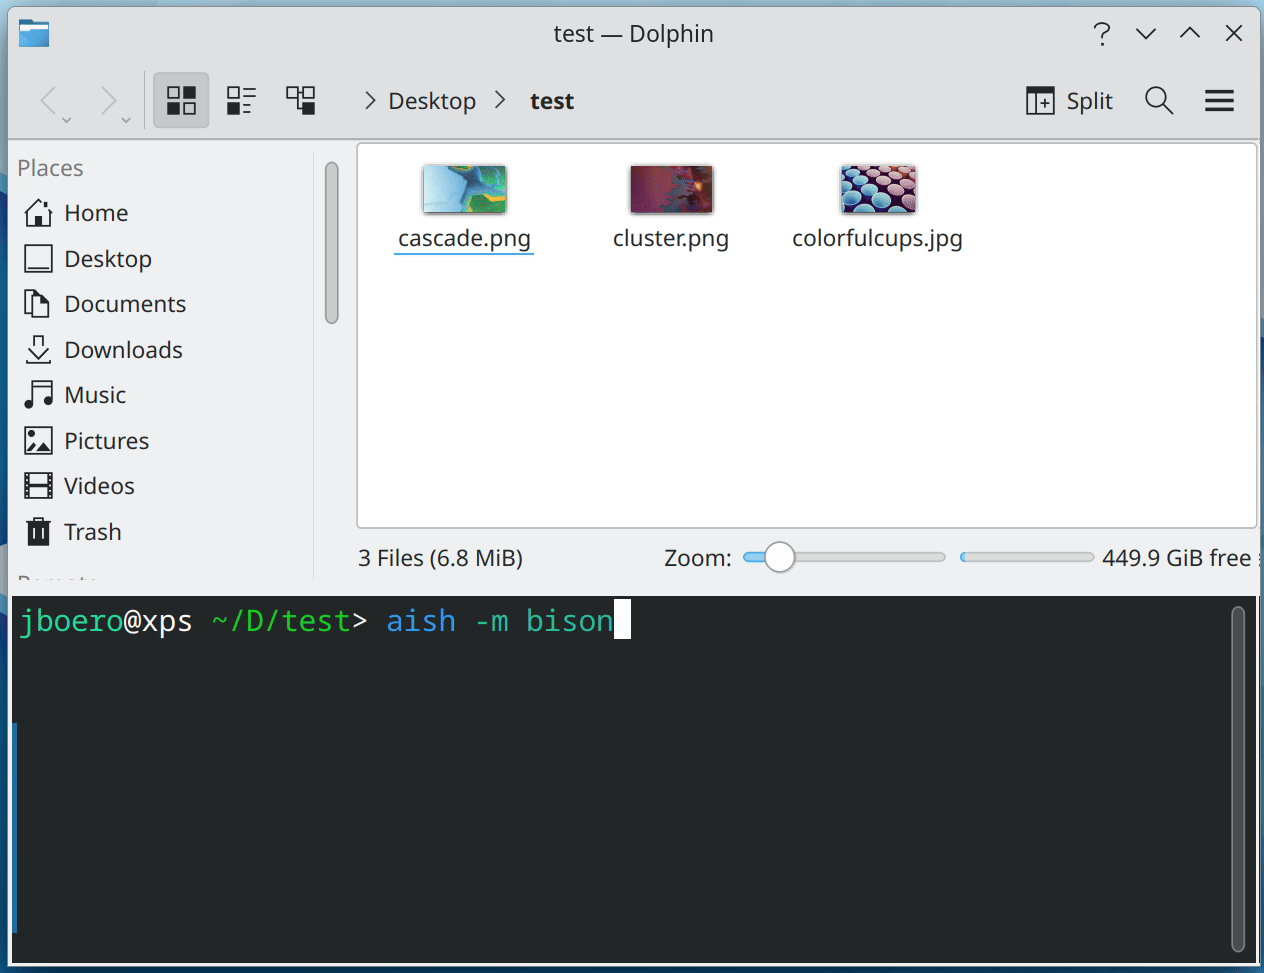 test — Dolphin
Desktop
test
Split
Places
Home
Desktop
Documents
Downloads
Music
Pictures
Videos
Trash
cascade.png
cluster.png
colorfulcups.jpg
3 Files (6.8 MiB)
Zoom:
449.9 GiB free
jboero@xps ~/D/test> aish -m bison